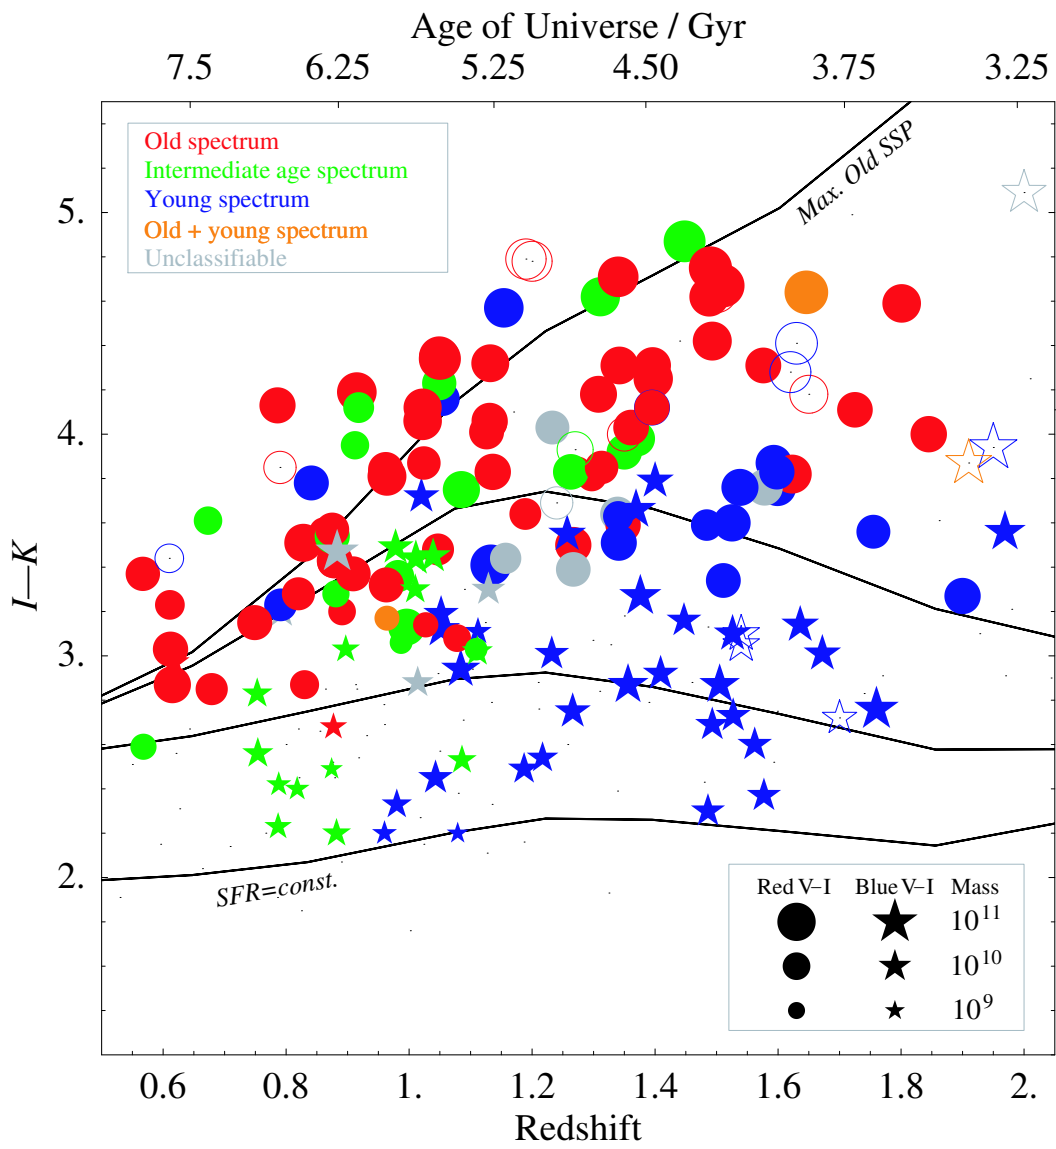 Age of Universe / Gyr
7.5 6.25 5.25 4.50 3.75 3.25
Old spectrum
Intermediate age spectrum
Young spectrum
Old + young spectrum
Unclassifiable
Max. Old SSP
5.
4.
3.
2.
I—K
SFR=const.
Red V–I Blue V–I Mass
10^11
10^10
10^9
0.6 0.8 1. 1.2 1.4 1.6 1.8 2.
Redshift